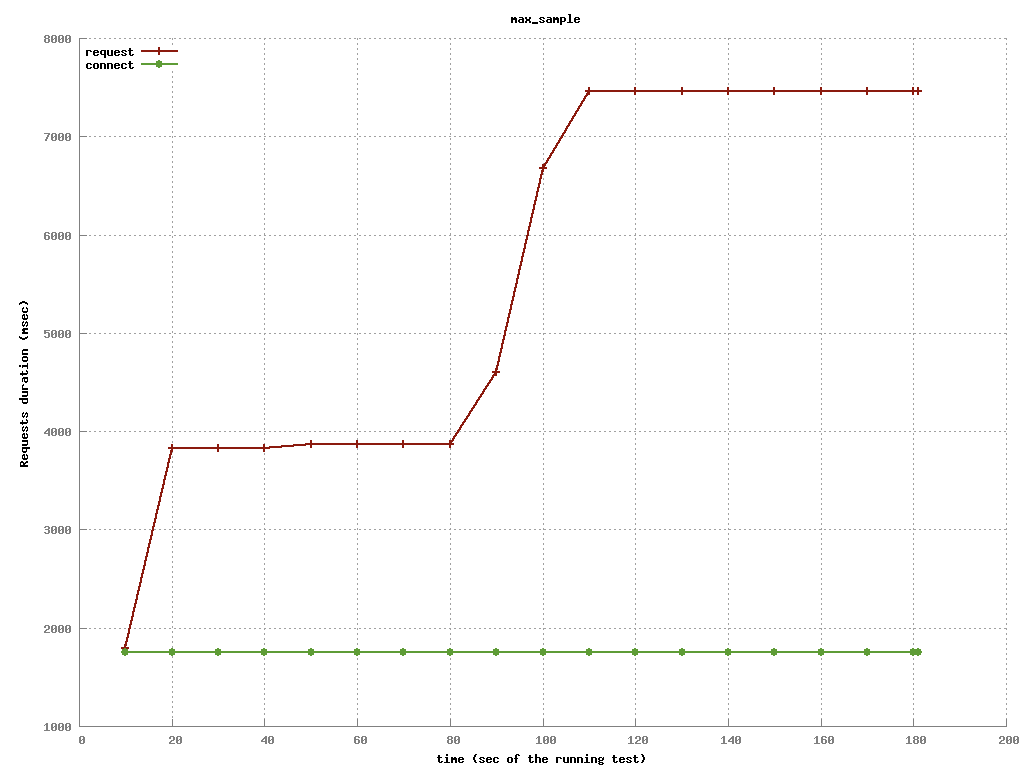 max_sample
request
connect
8000
7000
6000
5000
4000
3000
2000
1000
Requests duration (msec)
0 20 40 60 80 100 120 140 160 180 200
time (sec of the running test)